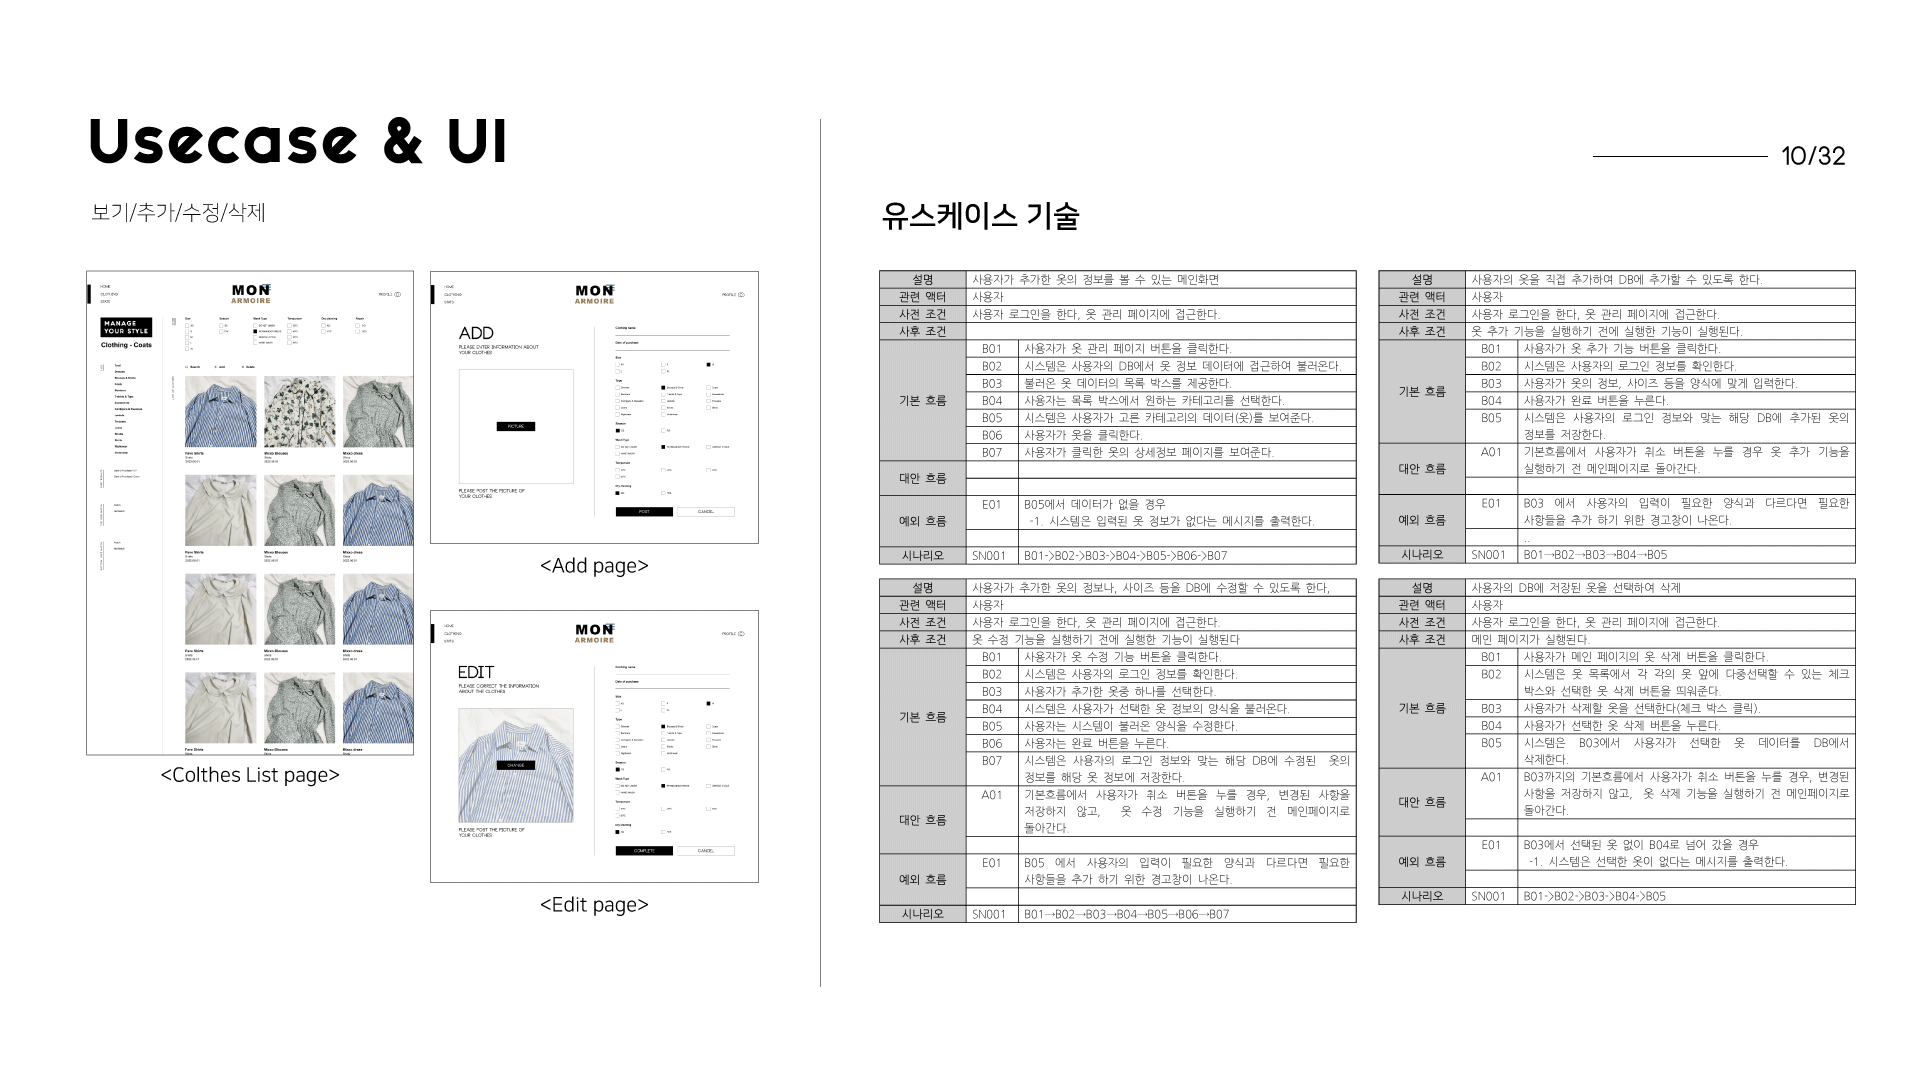 Usecase & UI
보기/추가/수정/삭제
HOME
CLOTHING
STATS
MON
ARMOIRE
PROFILE
MANAGE
YOUR STYLE
Clothing - Coats
<Colthes List page>
HOME
CLOTHING
STATS
MON
ARMOIRE
PROFILE
ADD
PLEASE ENTER INFORMATION ABOUT
YOUR CLOTHES
PICTURE
PLEASE POST THE PICTURE OF
YOUR CLOTHES
Clothing name
Date of purchase
POST
CANCEL
<Add page>
HOME
CLOTHING
STATS
MON
ARMOIRE
PROFILE
EDIT
PLEASE CORRECT THE INFORMATION
ABOUT THE CLOTHES
CHANGE
PLEASE POST THE PICTURE OF
YOUR CLOTHES
Clothing name
Date of purchase
COMPLETE
CANCEL
<Edit page>
10/32
유스케이스 기술
설명 사용자가 추가한 옷의 정보를 볼 수 있는 메인화면
관련 액터 사용자
사전 조건 사용자 로그인을 한다, 옷 관리 페이지에 접근한다.
사후 조건
기본 흐름
B01 사용자가 옷 관리 페이지 버튼을 클릭한다.
B02 시스템은 사용자의 DB에서 옷 정보 데이터에 접근하여 불러온다.
B03 불러온 옷 데이터의 목록 박스를 제공한다.
B04 사용자는 목록 박스에서 원하는 카테고리를 선택한다.
B05 시스템은 사용자가 고른 카테고리의 데이터(옷)를 보여준다.
B06 사용자가 옷을 클릭한다.
B07 사용자가 클릭한 옷의 상세정보 페이지를 보여준다.
대안 흐름
예외 흐름
E01 B05에서 데이터가 없을 경우
-1. 시스템은 입력된 옷 정보가 없다는 메시지를 출력한다.
시나리오 SN001 B01->B02->B03->B04->B05->B06->B07
설명 사용자의 옷을 직접 추가하여 DB에 추가할 수 있도록 한다.
관련 액터 사용자
사전 조건 사용자 로그인을 한다, 옷 관리 페이지에 접근한다.
사후 조건 옷 추가 기능을 실행하기 전에 실행한 기능이 실행된다.
기본 흐름
B01 사용자가 옷 추가 기능 버튼을 클릭한다.
B02 시스템은 사용자의 로그인 정보를 확인한다.
B03 사용자가 옷의 정보, 사이즈 등을 양식에 맞게 입력한다.
B04 사용자가 완료 버튼을 누른다.
B05 시스템은 사용자의 로그인 정보와 맞는 해당 DB에 추가된 옷의
정보를 저장한다.
대안 흐름
A01 기본흐름에서 사용자가 취소 버튼을 누를 경우 옷 추가 기능을
실행하기 전 메인페이지로 돌아간다.
예외 흐름
E01 B03 에서 사용자의 입력이 필요한 양식과 다르다면 필요한
사항들을 추가 하기 위한 경고창이 나온다.
..
시나리오 SN001 B01→B02→B03→B04→B05
설명 사용자가 추가한 옷의 정보나, 사이즈 등을 DB에 수정할 수 있도록 한다,
관련 액터 사용자
사전 조건 사용자 로그인을 한다, 옷 관리 페이지에 접근한다.
사후 조건 옷 수정 기능을 실행하기 전에 실행한 기능이 실행된다
기본 흐름
B01 사용자가 옷 수정 기능 버튼을 클릭한다.
B02 시스템은 사용자의 로그인 정보를 확인한다.
B03 사용자가 추가한 옷중 하나를 선택한다.
B04 시스템은 사용자가 선택한 옷 정보의 양식을 불러온다.
B05 사용자는 시스템이 불러온 양식을 수정한다.
B06 사용자는 완료 버튼을 누른다.
B07 시스템은 사용자의 로그인 정보와 맞는 해당 DB에 수정된 옷의
정보를 해당 옷 정보에 저장한다.
대안 흐름
A01 기본흐름에서 사용자가 취소 버튼을 누를 경우, 변경된 사항을
저장하지 않고, 옷 수정 기능을 실행하기 전 메인페이지로
돌아간다.
예외 흐름
E01 B05 에서 사용자의 입력이 필요한 양식과 다르다면 필요한
사항들을 추가 하기 위한 경고창이 나온다.
시나리오 SN001 B01→B02→B03→B04→B05→B06→B07
설명 사용자의 DB에 저장된 옷을 선택하여 삭제
관련 액터 사용자
사전 조건 사용자 로그인을 한다, 옷 관리 페이지에 접근한다.
사후 조건 메인 페이지가 실행된다.
기본 흐름
B01 사용자가 메인 페이지의 옷 삭제 버튼을 클릭한다.
B02 시스템은 옷 목록에서 각 각의 옷 앞에 다중선택할 수 있는 체크
박스와 선택한 옷 삭제 버튼을 띄워준다.
B03 사용자가 삭제할 옷을 선택한다(체크 박스 클릭).
B04 사용자가 선택한 옷 삭제 버튼을 누른다.
B05 시스템은 B03에서 사용자가 선택한 옷 데이터를 DB에서
삭제한다.
대안 흐름
A01 B03까지의 기본흐름에서 사용자가 취소 버튼을 누를 경우, 변경된
사항을 저장하지 않고, 옷 삭제 기능을 실행하기 전 메인페이지로
돌아간다.
예외 흐름
E01 B03에서 선택된 옷 없이 B04로 넘어 갔을 경우
-1. 시스템은 선택한 옷이 없다는 메시지를 출력한다.
시나리오 SN001 B01->B02->B03->B04->B05